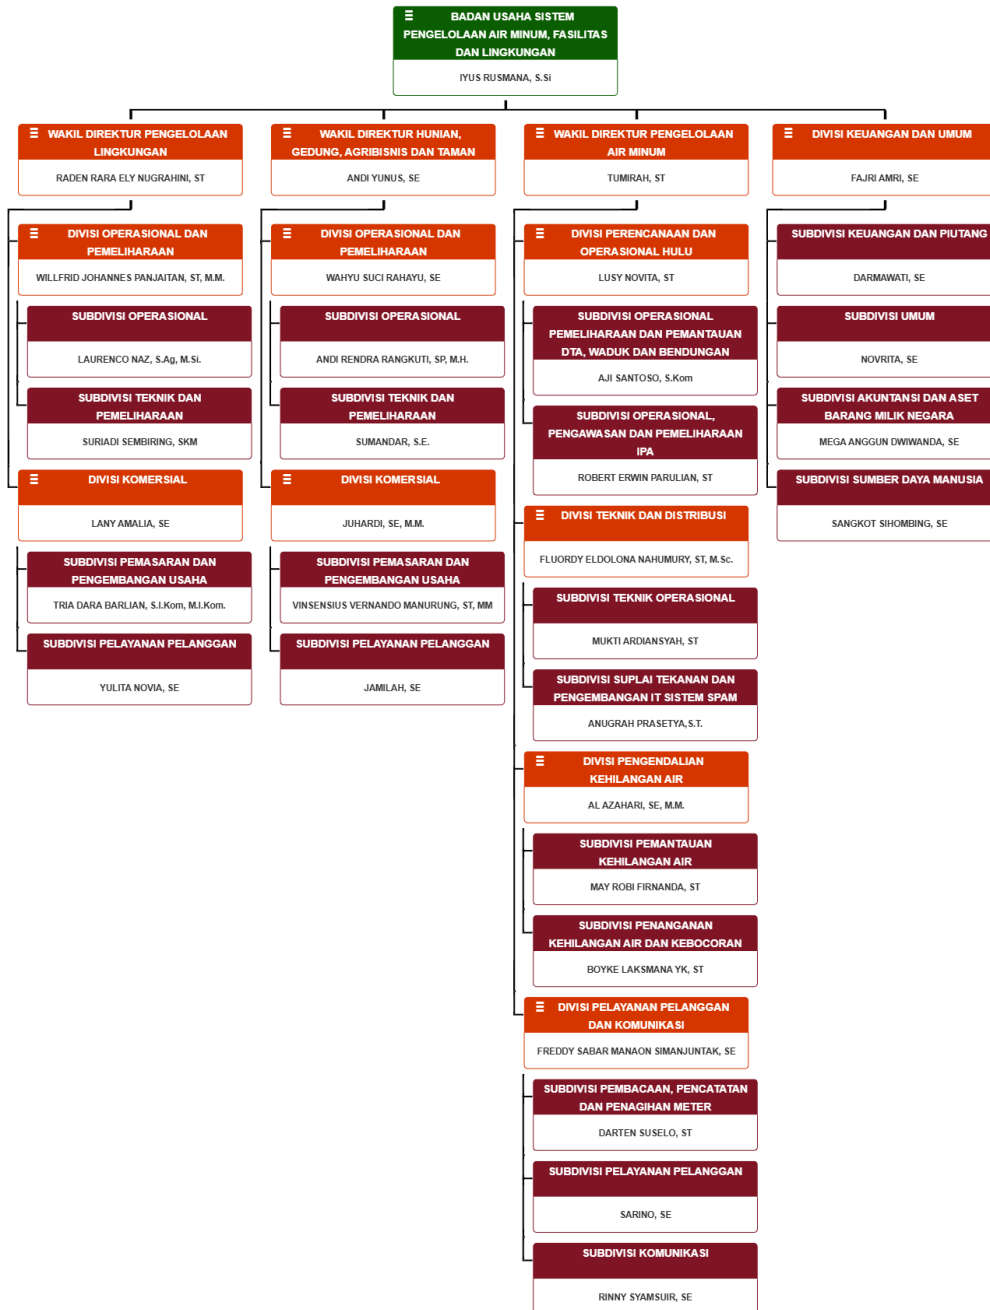 BADAN USAHA SISTEM
PENGELOLAAN AIR MINUM, FASILITAS
DAN LINGKUNGAN
IYUS RUSMANA, S.Si
WAKIL DIREKTUR PENGELOLAAN
LINGKUNGAN
RADEN RARA ELY NUGRAHINI, ST
DIVISI OPERASIONAL DAN
PEMELIHARAAN
WILLFRID JOHANNES PANJAITAN, ST, M.M.
SUBDIVISI OPERASIONAL
LAURENCO NAZ, S.Ag, M.Si.
SUBDIVISI TEKNIK DAN
PEMELIHARAAN
SURIADI SEMBIRING, SKM
DIVISI KOMERSIAL
LANY AMALIA, SE
SUBDIVISI PEMASARAN DAN
PENGEMBANGAN USAHA
TRIA DARA BARLIAN, S.I.Kom, M.I.Kom.
SUBDIVISI PELAYANAN PELANGGAN
YULITA NOVIA, SE
WAKIL DIREKTUR HUNIAN,
GEDUNG, AGRIBISNIS DAN TAMAN
ANDI YUNUS, SE
DIVISI OPERASIONAL DAN
PEMELIHARAAN
WAHYU SUCI RAHAYU, SE
SUBDIVISI OPERASIONAL
ANDI RENDRA RANGKUTI, SP, M.H.
SUBDIVISI TEKNIK DAN
PEMELIHARAAN
SUMANDAR, S.E.
DIVISI KOMERSIAL
JUHARDI, SE, M.M.
SUBDIVISI PEMASARAN DAN
PENGEMBANGAN USAHA
VINSENSIUS VERNANDO MANURUNG, ST, MM
SUBDIVISI PELAYANAN PELANGGAN
JAMILAH, SE
WAKIL DIREKTUR PENGELOLAAN
AIR MINUM
TUMIRAH, ST
DIVISI PERENCANAAN DAN
OPERASIONAL HULU
LUSY NOVITA, ST
SUBDIVISI OPERASIONAL
PEMELIHARAAN DAN PEMANTAUAN
DTA, WADUK DAN BENDUNGAN
AJI SANTOSO, S.Kom
SUBDIVISI OPERASIONAL,
PENGAWASAN DAN PEMELIHARAAN
IPA
ROBERT ERWIN PARULIAN, ST
DIVISI TEKNIK DAN DISTRIBUSI
FLUORDY ELDOLONA NAHUMURY, ST, M.Sc.
SUBDIVISI TEKNIK OPERASIONAL
MUKTI ARDIANSYAH, ST
SUBDIVISI SUPLAI TEKANAN DAN
PENGEMBANGAN IT SISTEM SPAM
ANUGRAH PRASETYA,S.T.
DIVISI PENGENDALIAN
KEHILANGAN AIR
AL AZAHARI, SE, M.M.
SUBDIVISI PEMANTAUAN
KEHILANGAN AIR
MAY ROBI FIRNANDA, ST
SUBDIVISI PENANGANAN
KEHILANGAN AIR DAN KEBOCORAN
BOYKE LAKSMANA YK, ST
DIVISI PELAYANAN PELANGGAN
DAN KOMUNIKASI
FREDDY SABAR MANAON SIMANJUNTAK, SE
SUBDIVISI PEMBACAAN, PENCATATAN
DAN PENAGIHAN METER
DARTEN SUSELO, ST
SUBDIVISI PELAYANAN PELANGGAN
SARINO, SE
SUBDIVISI KOMUNIKASI
RINNY SYAMSUIR, SE
DIVISI KEUANGAN DAN UMUM
FAJRI AMRI, SE
SUBDIVISI KEUANGAN DAN PIUTANG
DARMAWATI, SE
SUBDIVISI UMUM
NOVRITA, SE
SUBDIVISI AKUNTANSI DAN ASET
BARANG MILIK NEGARA
MEGA ANGGUN DWIWANDA, SE
SUBDIVISI SUMBER DAYA MANUSIA
SANGKOT SIHOMBING, SE